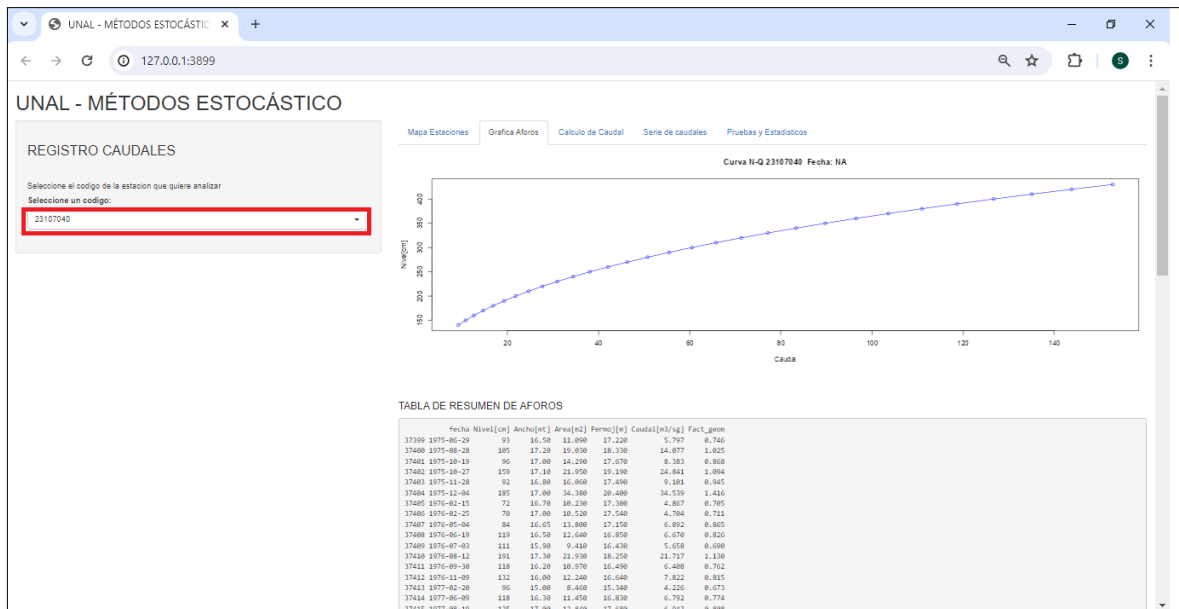 UNAL - MÉTODOS ESTOCÁSTIC
127.0.0.1:3899
S
UNAL - MÉTODOS ESTOCÁSTICO
REGISTRO CAUDALES
Seleccione el codigo de la estacion que quiere analizar
Seleccione un codigo:
23107040
Mapa Estaciones Grafica Aforos Calculo de Caudal Serie de caudales Pruebas y Estadisticos
Curva N-Q 23107040 Fecha: NA
Nivel[cm]
400
350
300
250
200
150
20 40 60 80 100 120 140
Caudal
TABLA DE RESUMEN DE AFOROS
fecha Nivel[cm] Ancho[mt] Area[m2] Permoj[m] Caudal[m3/sg] Fact_geom
37399 1975-06-29 93 16.50 11.090 17.220 5.797 0.746
37400 1975-08-28 105 17.20 19.030 18.330 14.077 1.025
37401 1975-10-19 96 17.00 14.290 17.670 8.383 0.868
37402 1975-10-27 159 17.10 21.950 19.190 24.841 1.094
37403 1975-11-28 92 16.80 16.060 17.490 9.101 0.945
37404 1975-12-04 185 17.00 34.380 20.400 34.539 1.416
37405 1976-02-15 72 16.70 10.230 17.300 4.867 0.705
37406 1976-02-25 70 17.00 10.520 17.540 4.704 0.711
37407 1976-05-04 84 16.65 13.800 17.150 6.892 0.865
37408 1976-06-19 119 16.50 12.640 16.850 6.670 0.826
37409 1976-07-03 111 15.90 9.410 16.430 5.658 0.690
37410 1976-08-12 191 17.30 21.930 18.250 21.717 1.130
37411 1976-09-30 118 16.20 10.970 16.490 6.408 0.762
37412 1976-11-09 132 16.00 12.240 16.640 7.822 0.815
37413 1977-02-20 96 15.00 8.460 15.340 4.226 0.673
37414 1977-06-09 118 16.30 11.450 16.830 6.792 0.774